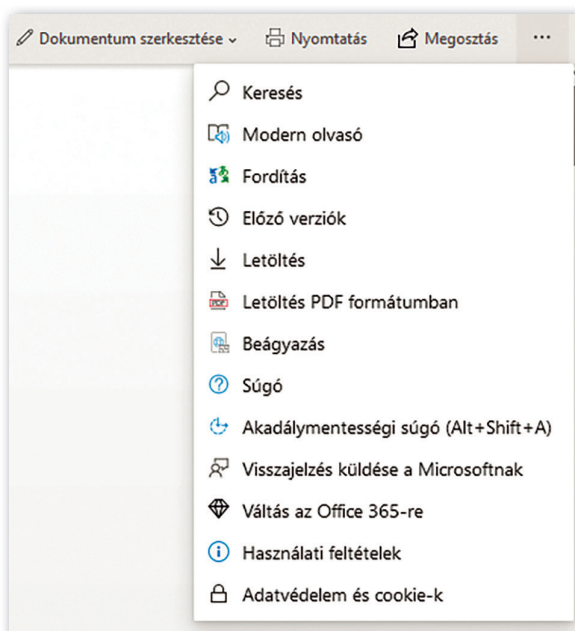 Dokumentum szerkesztése Nyomtatás Megosztás ...
Keresés
Modern olvasó
Fordítás
Előző verziók
Letöltés
Letöltés PDF formátumban
Beágyazás
Súgó
Akadálymentességi súgó (Alt+Shift+A)
Visszajelzés küldése a Microsoftnak
Váltás az Office 365-re
Használati feltételek
Adatvédelem és cookie-k